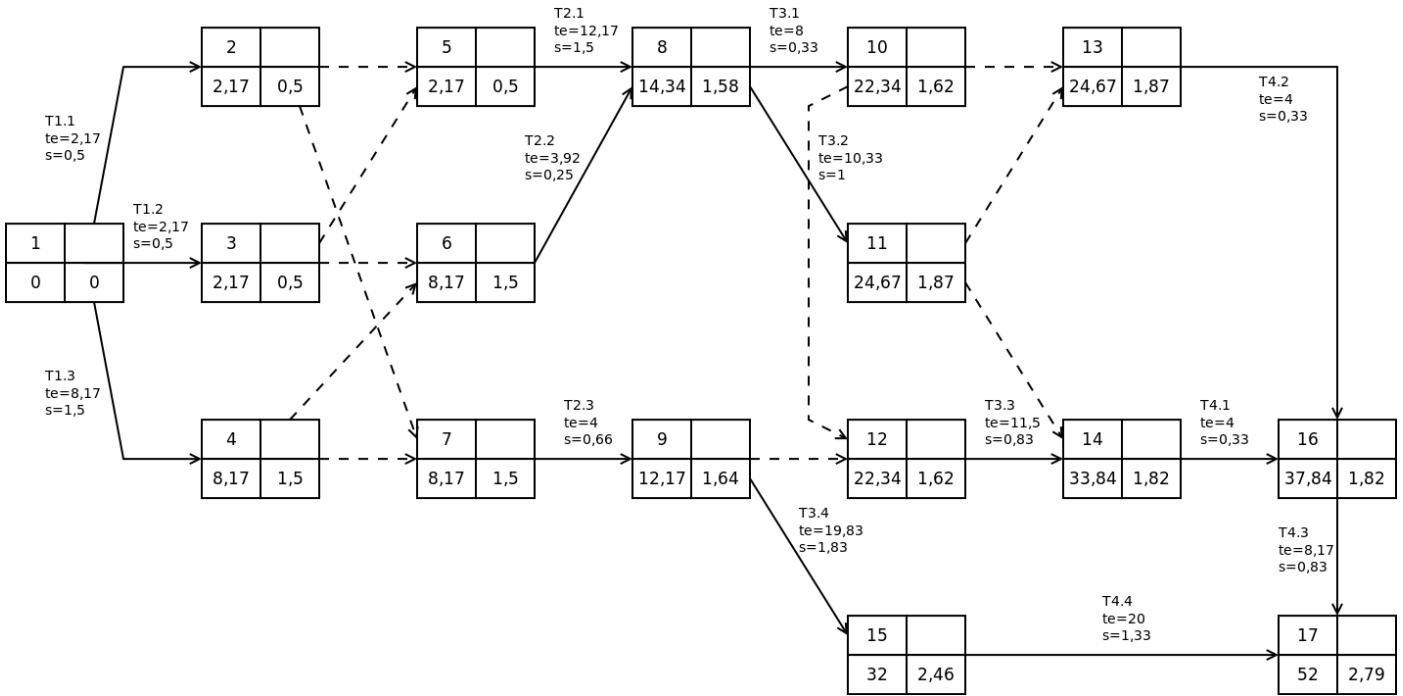 T2.1
te=12,17
s=1,5
T3.1
te=8
s=0,33
2
5
8
10
13
2,17 0,5
2,17 0,5
14,34 1,58
22,34 1,62
24,67 1,87
T4.2
te=4
s=0,33
T1.1
te=2,17
s=0,5
T2.2
te=3,92
s=0,25
T3.2
te=10,33
s=1
T1.2
te=2,17
s=0,5
1
3
6
11
0 0
2,17 0,5
8,17 1,5
24,67 1,87
T1.3
te=8,17
s=1,5
T2.3
te=4
s=0,66
T3.3
te=11,5
s=0,83
T4.1
te=4
s=0,33
4
7
9
12
14
16
8,17 1,5
8,17 1,5
12,17 1,64
22,34 1,62
33,84 1,82
37,84 1,82
T3.4
te=19,83
s=1,83
T4.3
te=8,17
s=0,83
T4.4
te=20
s=1,33
15
17
32 2,46
52 2,79